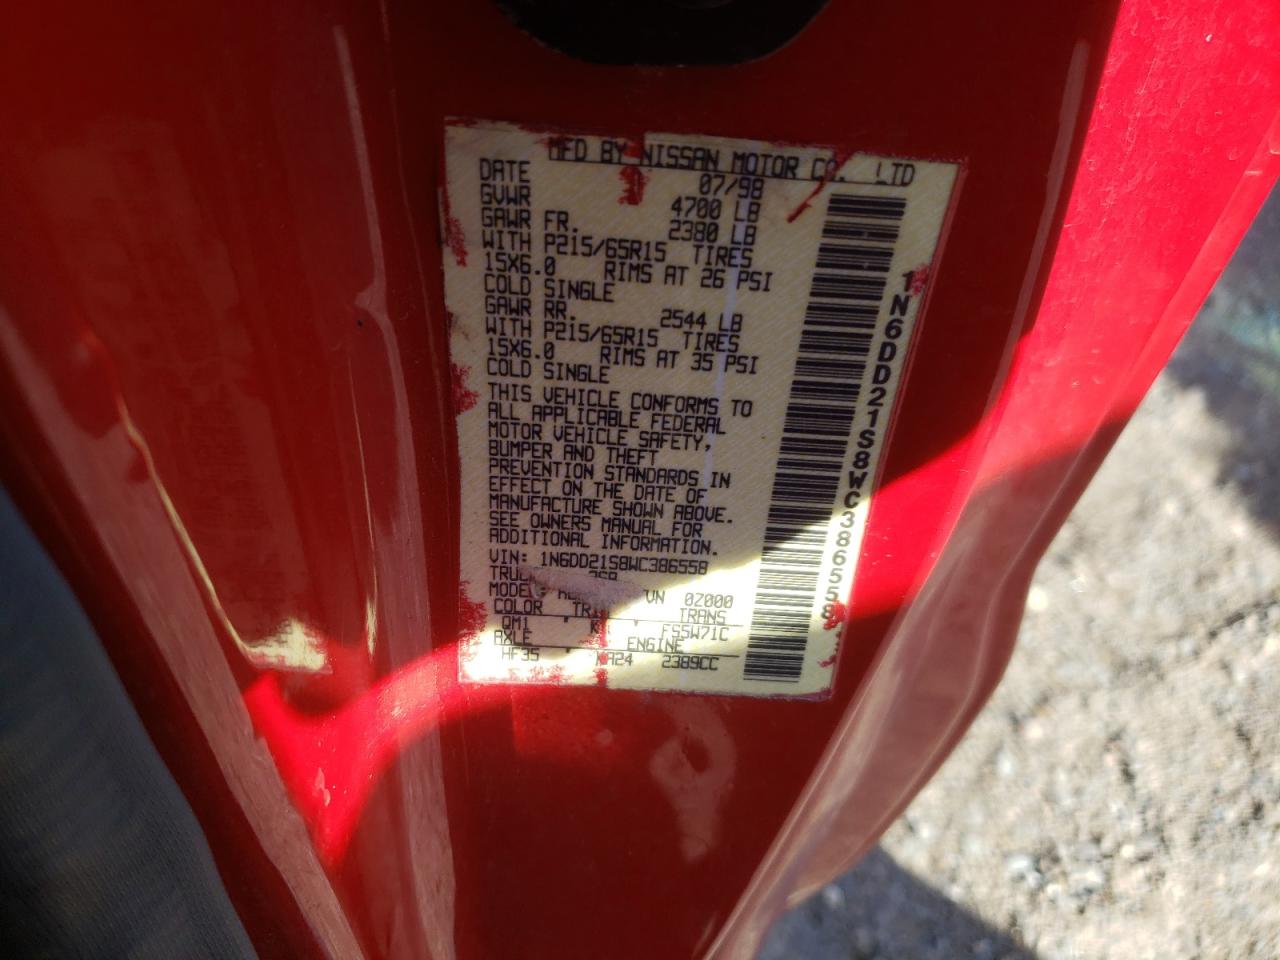 MFD BY NISSAN MOTOR CO. LTD
DATE 07/98
GVWR 4700 LB
GAWR FR. 2380 LB
WITH P215/65R15 TIRES
15X6.0 RIMS AT 26 PSI
COLD SINGLE
GAWR RR. 2544 LB
WITH P215/65R15 TIRES
15X6.0 RIMS AT 35 PSI
COLD SINGLE
THIS VEHICLE CONFORMS TO
ALL APPLICABLE FEDERAL
MOTOR VEHICLE SAFETY,
BUMPER AND THEFT
PREVENTION STANDARDS IN
EFFECT ON THE DATE OF
MANUFACTURE SHOWN ABOVE.
SEE OWNERS MANUAL FOR
ADDITIONAL INFORMATION.
VIN: 1N6DD21S8WC386558
MODEL VN 0Z000
COLOR TRIM TRANS
QM1 FS5W71C
AXLE ENGINE
HF35 KA24 2389CC
1N6DD21S8WC386558